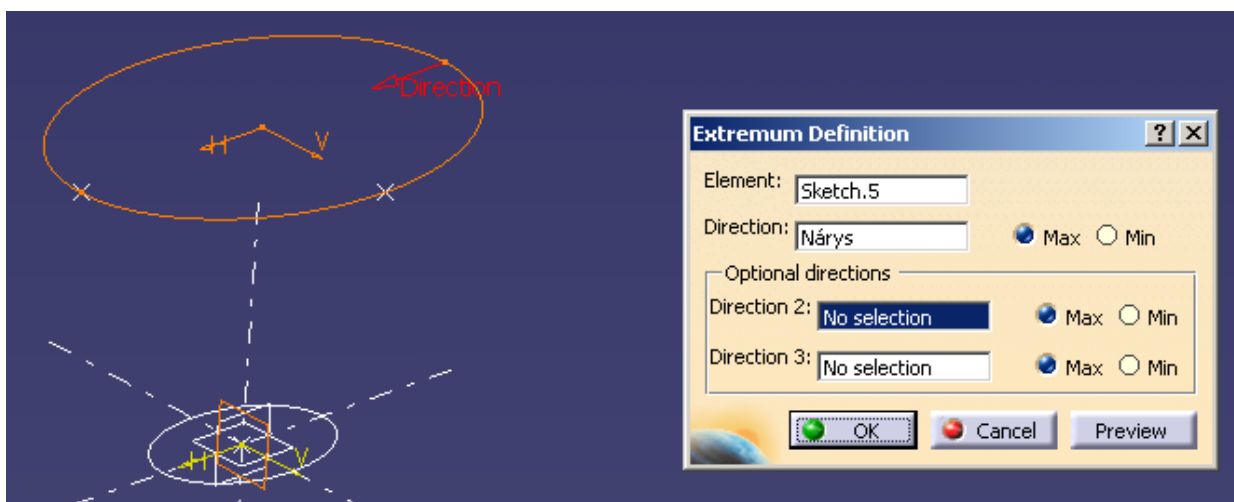 Direction
H
V
H
V
Extremum Definition
Element: Sketch.5
Direction: Nárys Max Min
Optional directions
Direction 2: No selection Max Min
Direction 3: No selection Max Min
OK Cancel Preview